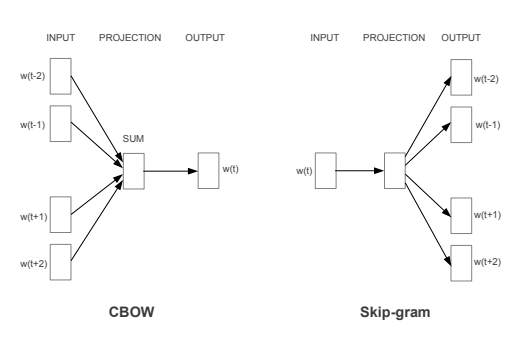 INPUT PROJECTION OUTPUT
w(t-2)
w(t-1)
SUM
w(t)
w(t+1)
w(t+2)
CBOW
INPUT PROJECTION OUTPUT
w(t-2)
w(t-1)
w(t)
w(t+1)
w(t+2)
Skip-gram